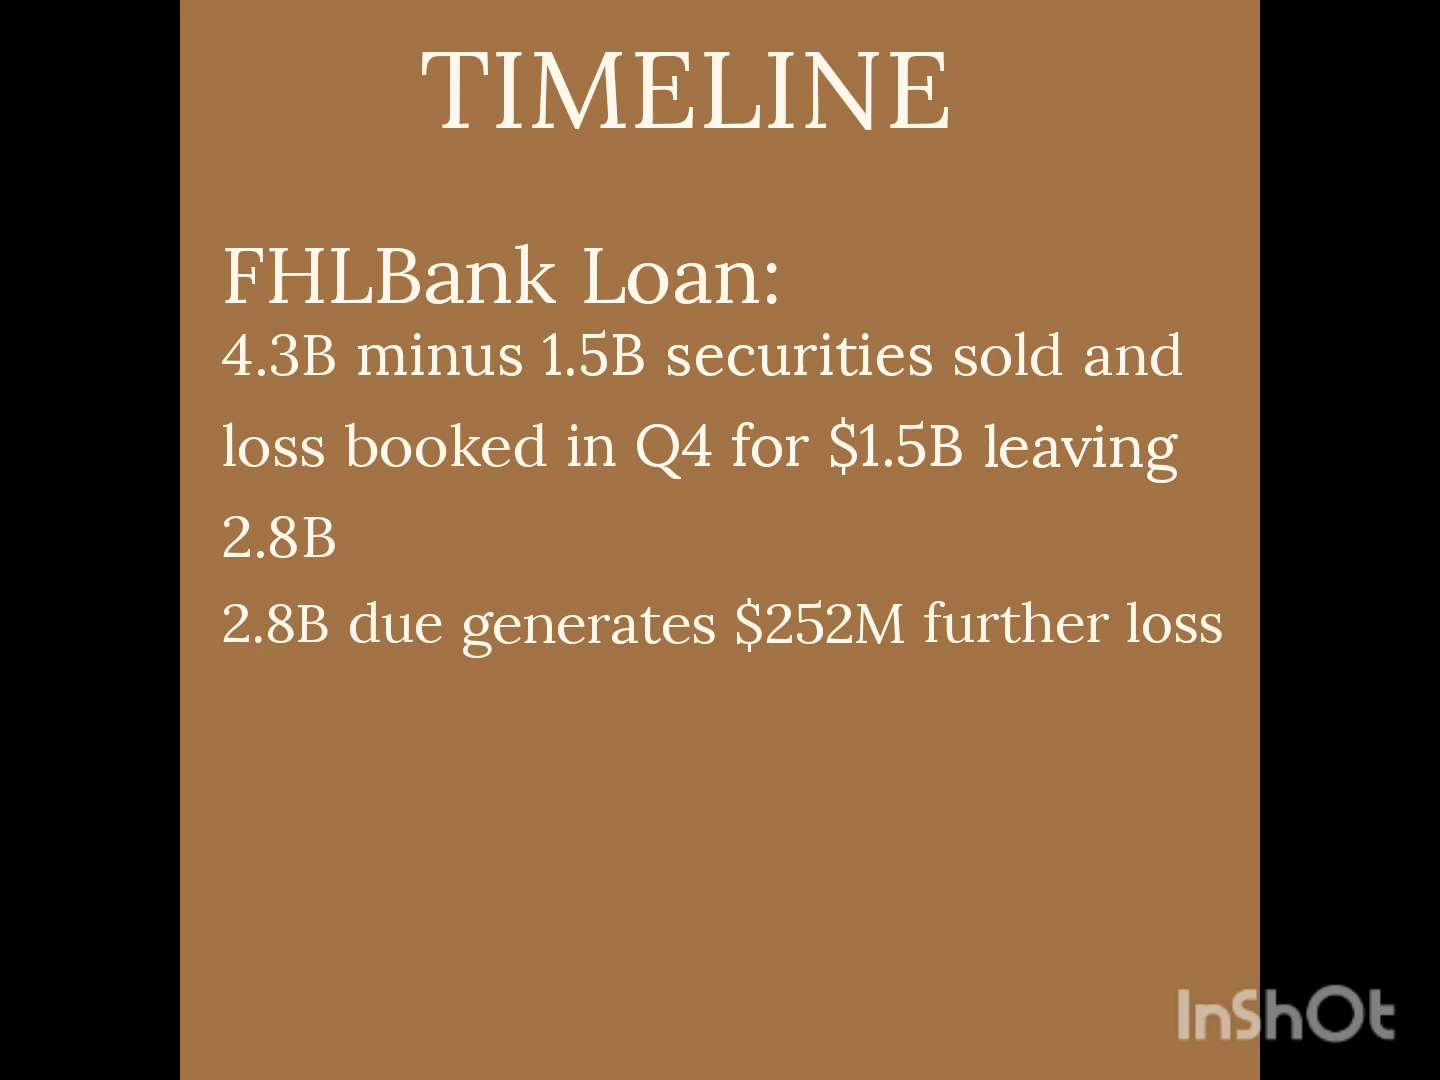 TIMELINE
FHLBank Loan:
4.3B minus 1.5B securities sold and
loss booked in Q4 for $1.5B leaving
2.8B
2.8B due generates $252M further loss
InShOt